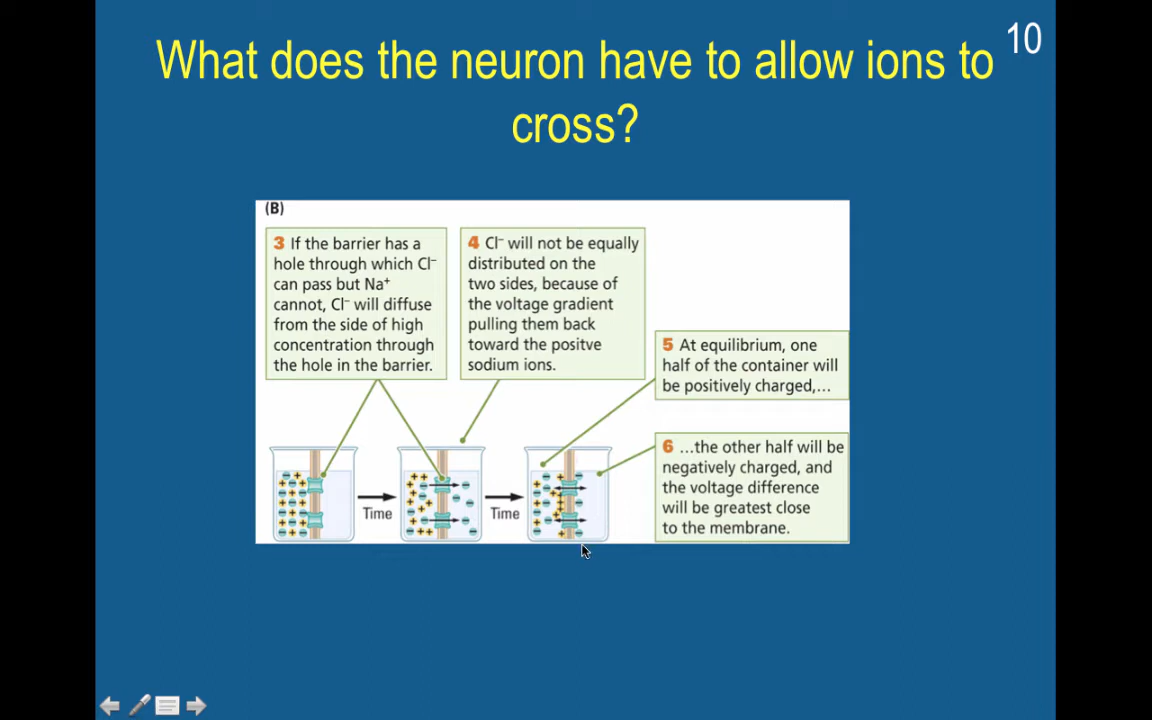 10
What does the neuron have to allow ions to
cross?
(B)
3 If the barrier has a
hole through which Cl⁻
can pass but Na⁺
cannot, Cl⁻ will diffuse
from the side of high
concentration through
the hole in the barrier.
4 Cl⁻ will not be equally
distributed on the
two sides, because of
the voltage gradient
pulling them back
toward the positve
sodium ions.
5 At equilibrium, one
half of the container will
be positively charged,...
6 ...the other half will be
negatively charged, and
the voltage difference
will be greatest close
to the membrane.
Time
Time